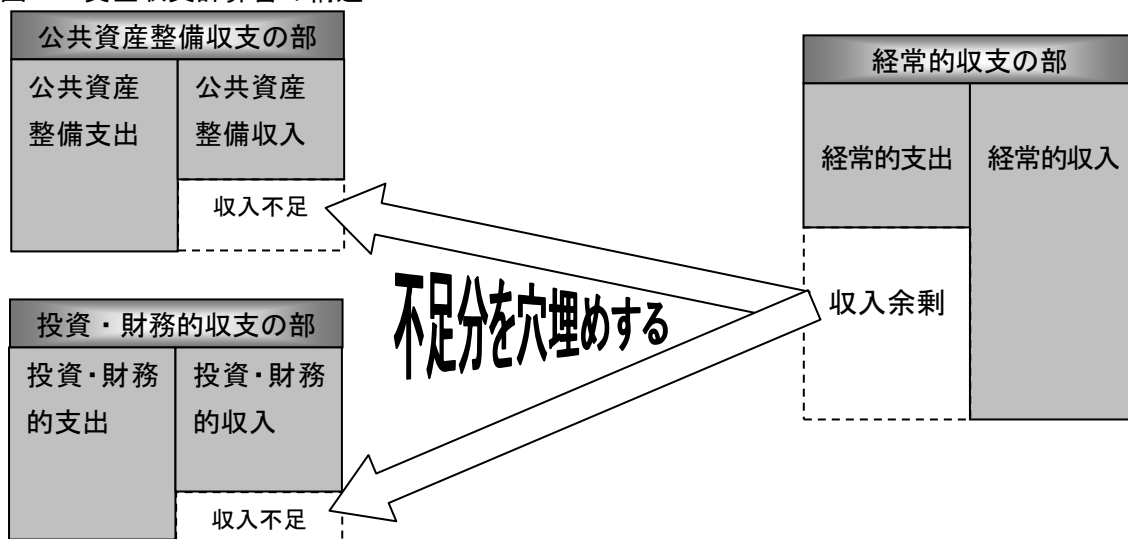 公共資産整備収支の部
公共資産
整備支出
公共資産
整備収入
収入不足
経常的収支の部
経常的支出
経常的収入
収入余剰
不足分を穴埋めする
投資・財務的収支の部
投資・財務
的支出
投資・財務
的収入
収入不足